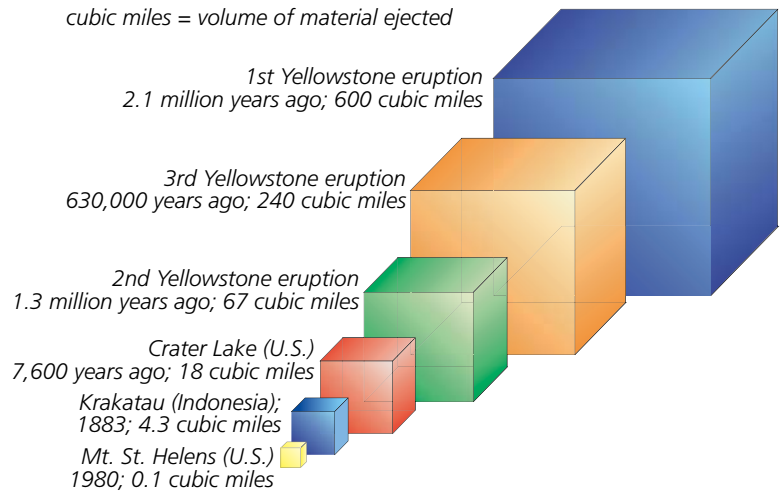 cubic miles = volume of material ejected
1st Yellowstone eruption
2.1 million years ago; 600 cubic miles
3rd Yellowstone eruption
630,000 years ago; 240 cubic miles
2nd Yellowstone eruption
1.3 million years ago; 67 cubic miles
Crater Lake (U.S.)
7,600 years ago; 18 cubic miles
Krakatau (Indonesia);
1883; 4.3 cubic miles
Mt. St. Helens (U.S.)
1980; 0.1 cubic miles